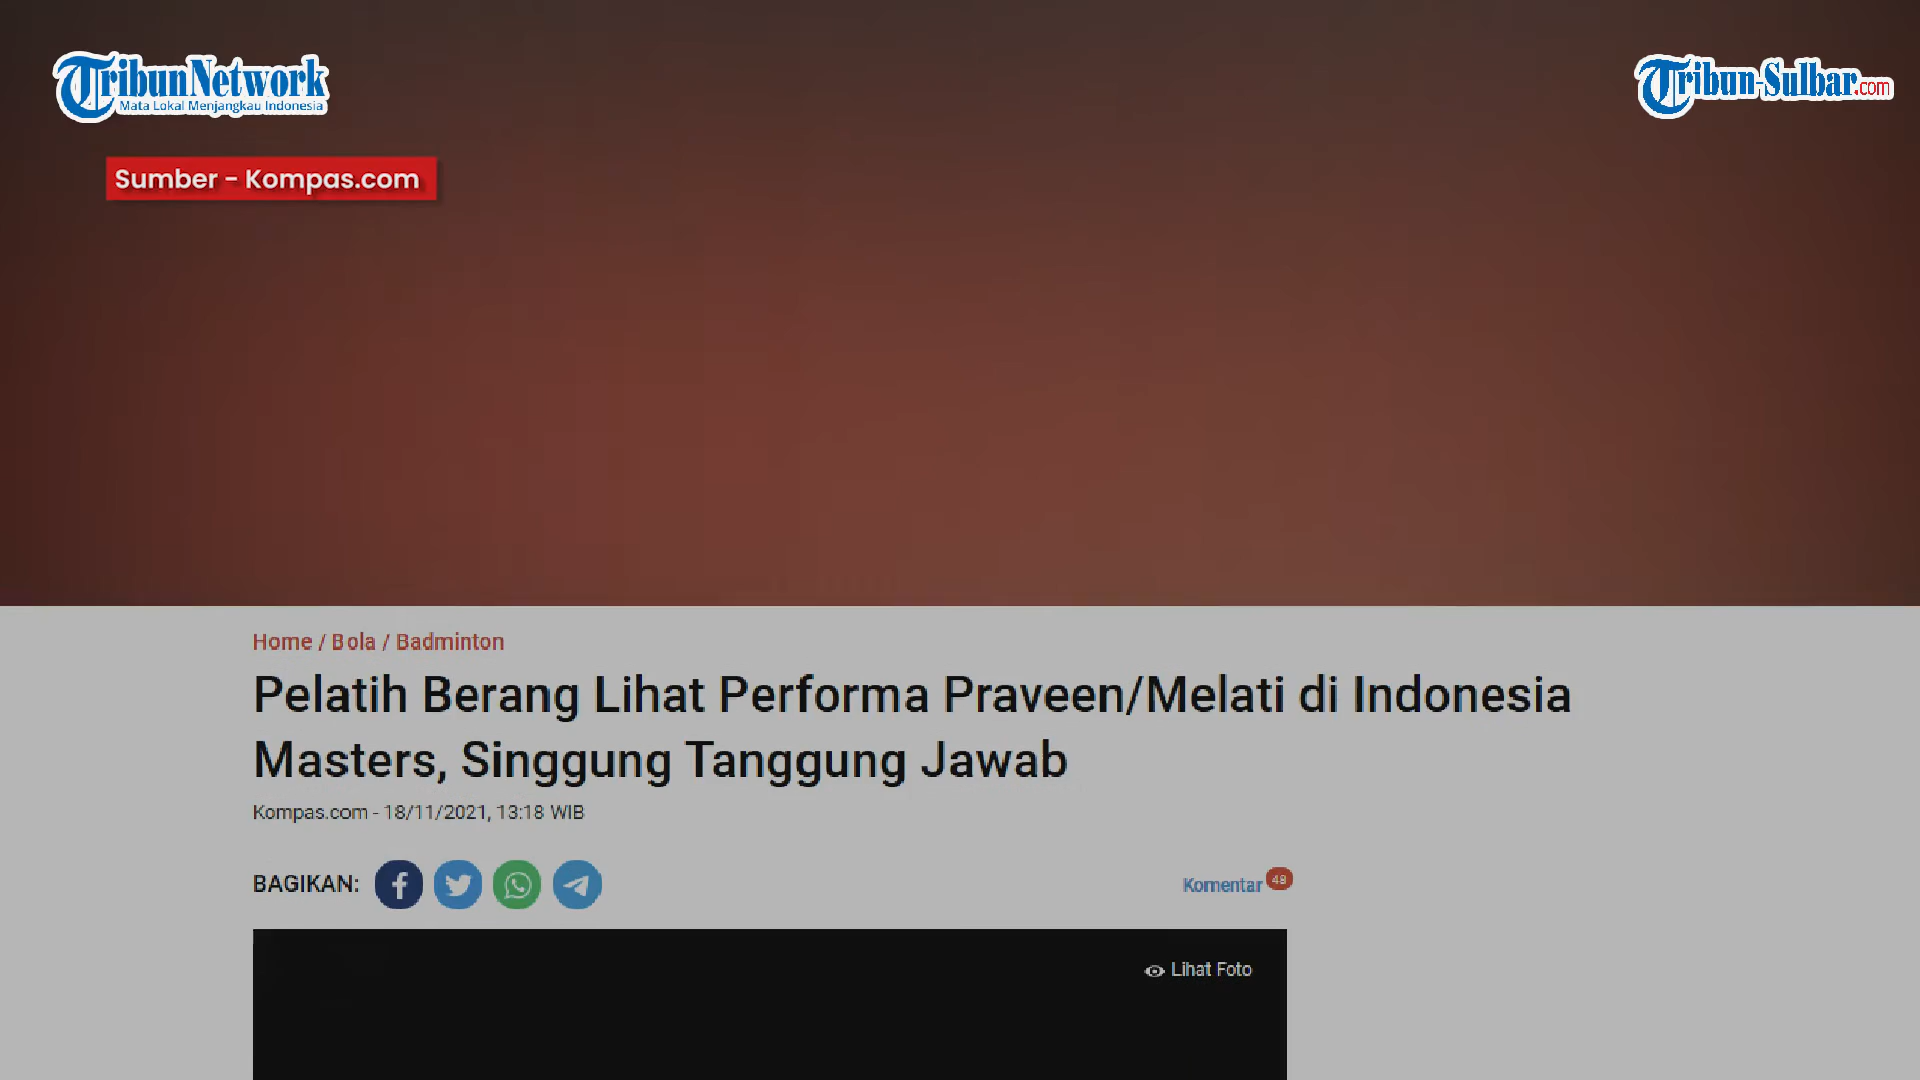 TribunNetwork
Mata Lokal Menjangkau Indonesia
Tribun-Sulbar.com
Sumber - Kompas.com
Home / Bola / Badminton
Pelatih Berang Lihat Performa Praveen/Melati di Indonesia
Masters, Singgung Tanggung Jawab
Kompas.com - 18/11/2021, 13:18 WIB
BAGIKAN:
Komentar 48
Lihat Foto